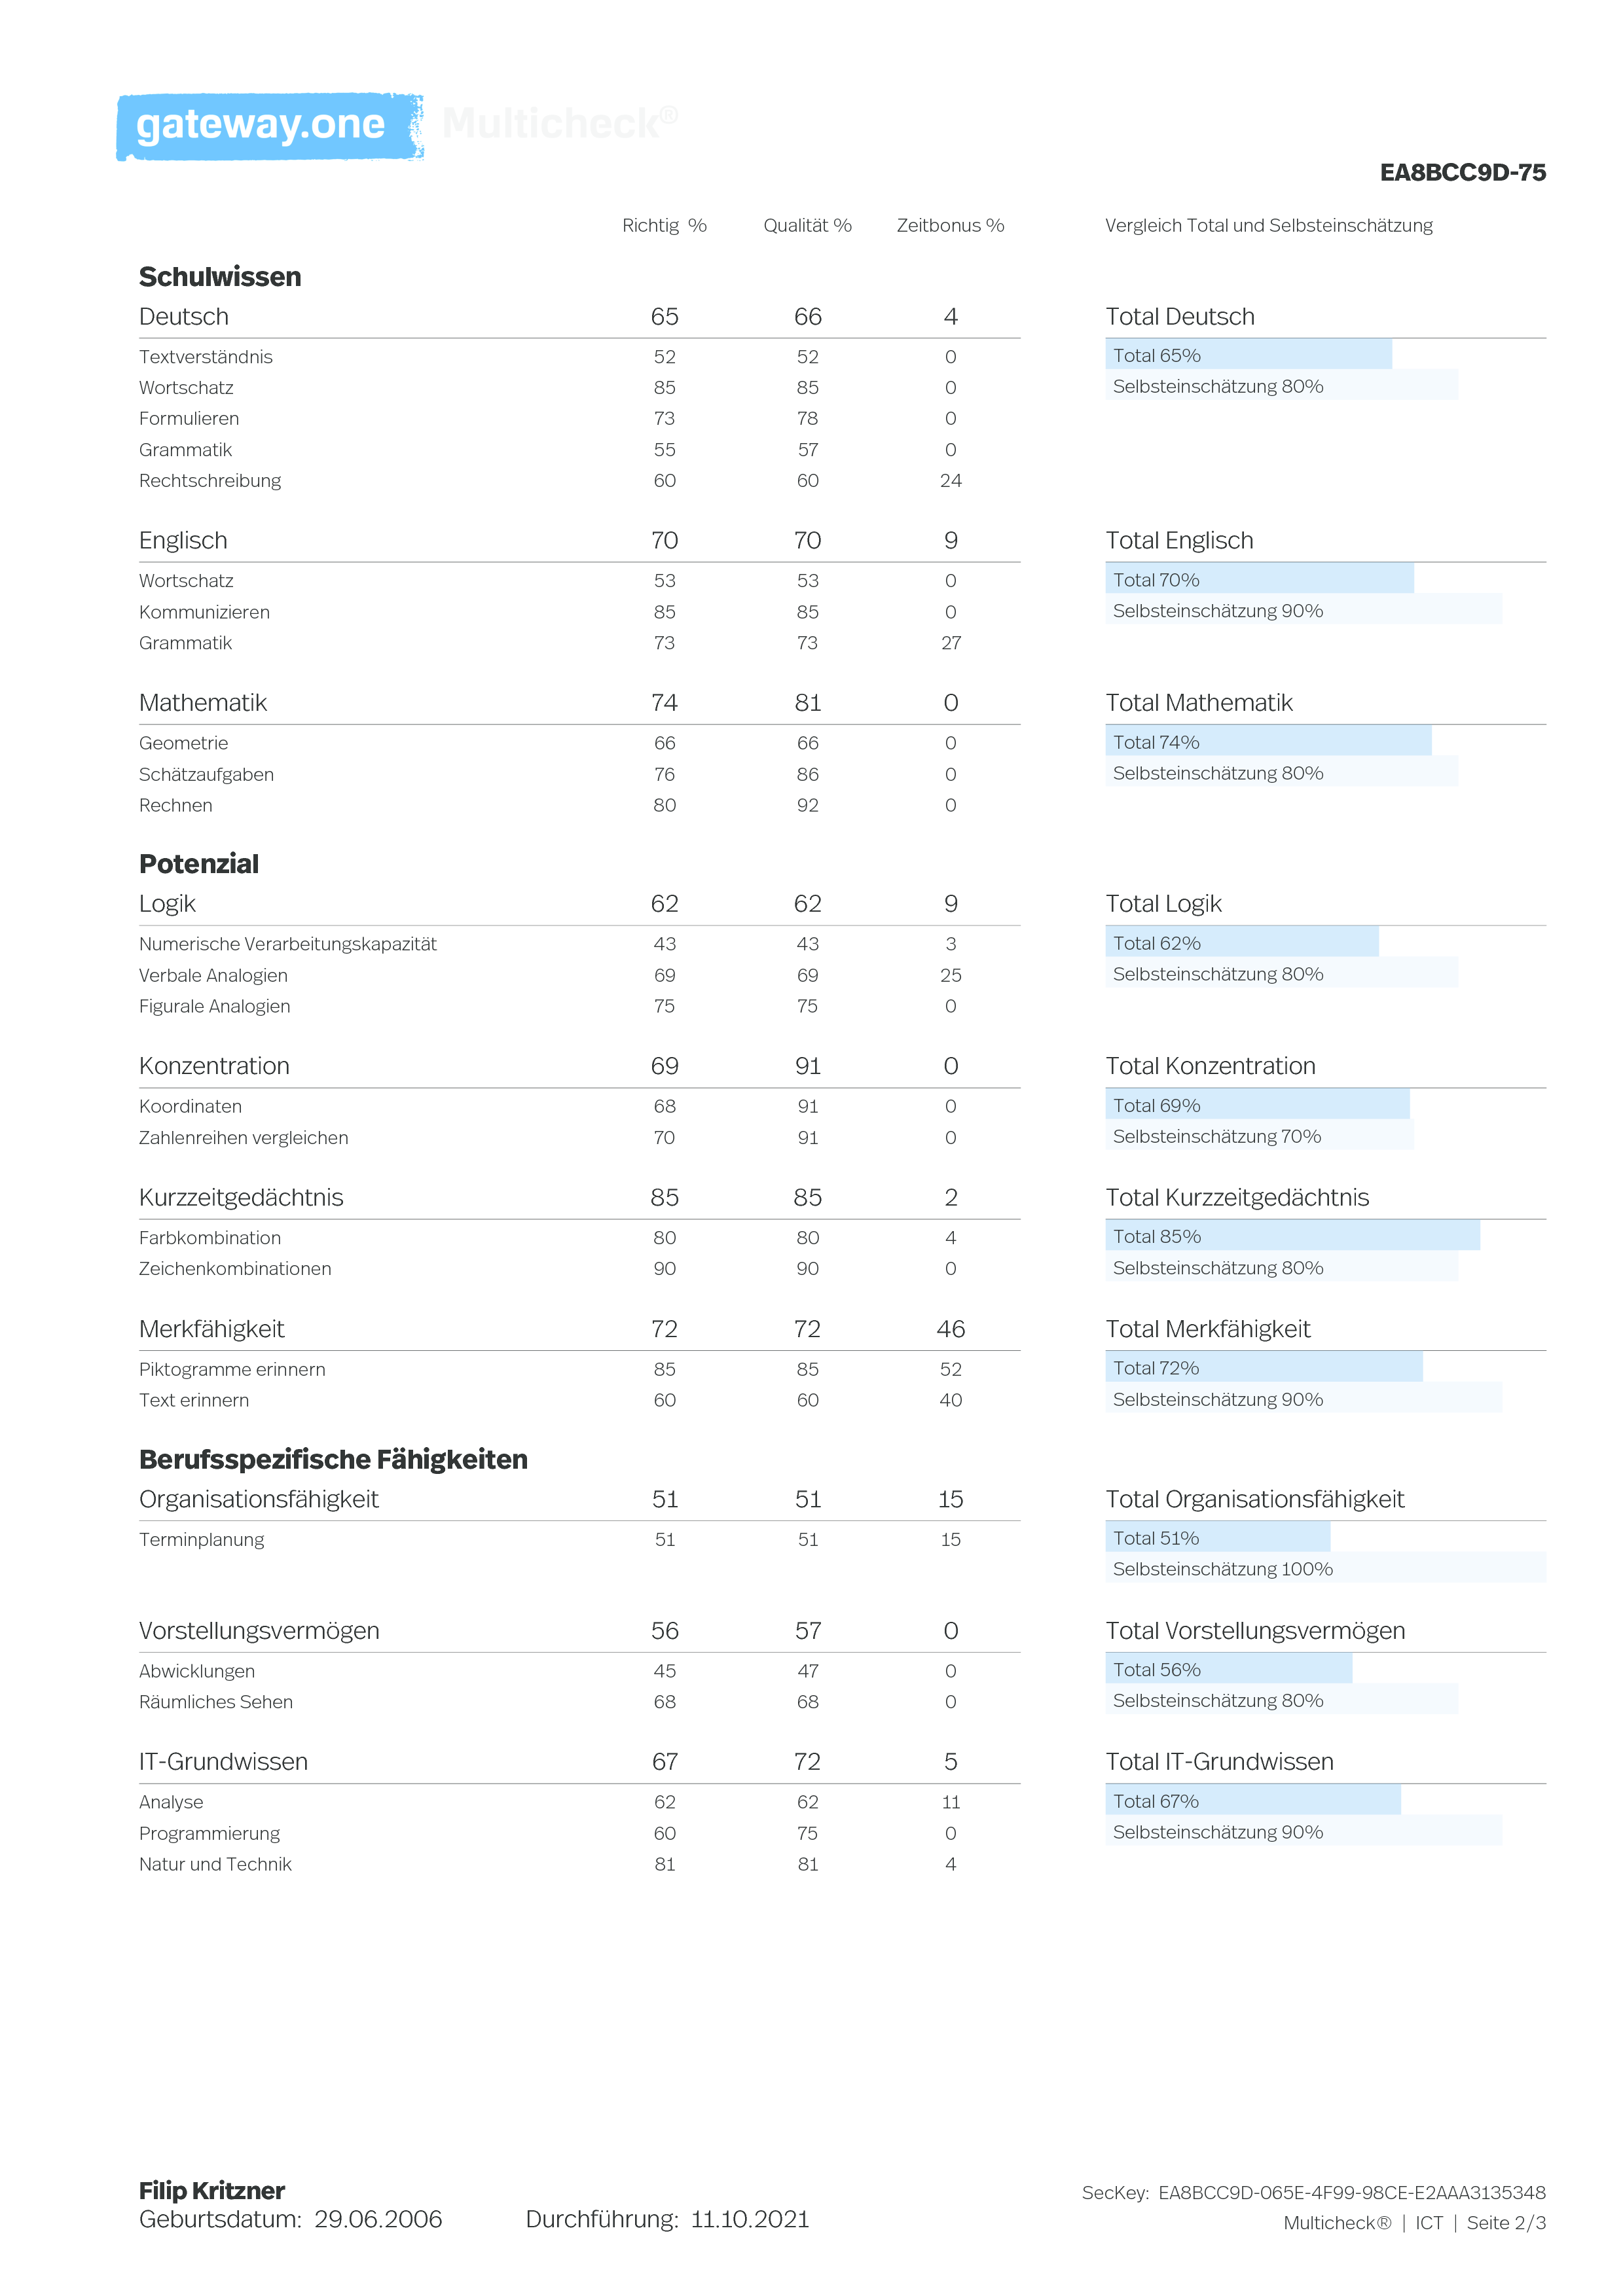 gateway.one Multicheck®
EA8BCC9D-75
Richtig % Qualität % Zeitbonus % Vergleich Total und Selbsteinschätzung
Schulwissen
Deutsch 65 66 4 Total Deutsch
Textverständnis 52 52 0 Total 65%
Wortschatz 85 85 0 Selbsteinschätzung 80%
Formulieren 73 78 0
Grammatik 55 57 0
Rechtschreibung 60 60 24
Englisch 70 70 9 Total Englisch
Wortschatz 53 53 0 Total 70%
Kommunizieren 85 85 0 Selbsteinschätzung 90%
Grammatik 73 73 27
Mathematik 74 81 0 Total Mathematik
Geometrie 66 66 0 Total 74%
Schätzaufgaben 76 86 0 Selbsteinschätzung 80%
Rechnen 80 92 0
Potenzial
Logik 62 62 9 Total Logik
Numerische Verarbeitungskapazität 43 43 3 Total 62%
Verbale Analogien 69 69 25 Selbsteinschätzung 80%
Figurale Analogien 75 75 0
Konzentration 69 91 0 Total Konzentration
Koordinaten 68 91 0 Total 69%
Zahlenreihen vergleichen 70 91 0 Selbsteinschätzung 70%
Kurzzeitgedächtnis 85 85 2 Total Kurzzeitgedächtnis
Farbkombination 80 80 4 Total 85%
Zeichenkombinationen 90 90 0 Selbsteinschätzung 80%
Merkfähigkeit 72 72 46 Total Merkfähigkeit
Piktogramme erinnern 85 85 52 Total 72%
Text erinnern 60 60 40 Selbsteinschätzung 90%
Berufsspezifische Fähigkeiten
Organisationsfähigkeit 51 51 15 Total Organisationsfähigkeit
Terminplanung 51 51 15 Total 51%
Selbsteinschätzung 100%
Vorstellungsvermögen 56 57 0 Total Vorstellungsvermögen
Abwicklungen 45 47 0 Total 56%
Räumliches Sehen 68 68 0 Selbsteinschätzung 80%
IT-Grundwissen 67 72 5 Total IT-Grundwissen
Analyse 62 62 11 Total 67%
Programmierung 60 75 0 Selbsteinschätzung 90%
Natur und Technik 81 81 4
Filip Kritzner SecKey: EA8BCC9D-065E-4F99-98CE-E2AAA3135348
Geburtsdatum: 29.06.2006 Durchführung: 11.10.2021 Multicheck® | ICT | Seite 2/3